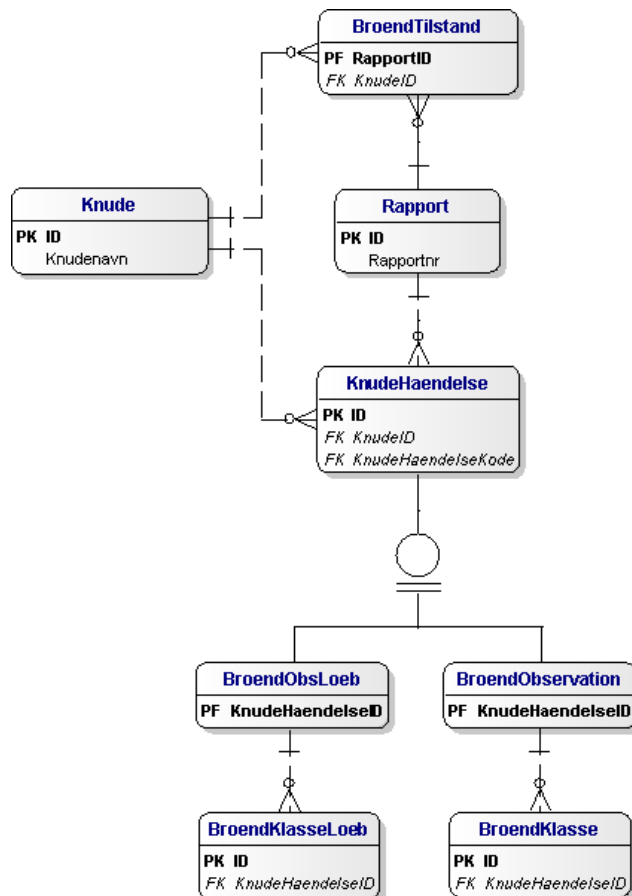 BroendTilstand
PF RapportID
FK KnudeID
Knude
PK ID
Knudenavn
Rapport
PK ID
Rapportnr
KnudeHaendelse
PK ID
FK KnudeID
FK KnudeHaendelseKode
BroendObsLoeb
PF KnudeHaendelseID
BroendObservation
PF KnudeHaendelseID
BroendKlasseLoeb
PK ID
FK KnudeHaendelseID
BroendKlasse
PK ID
FK KnudeHaendelseID